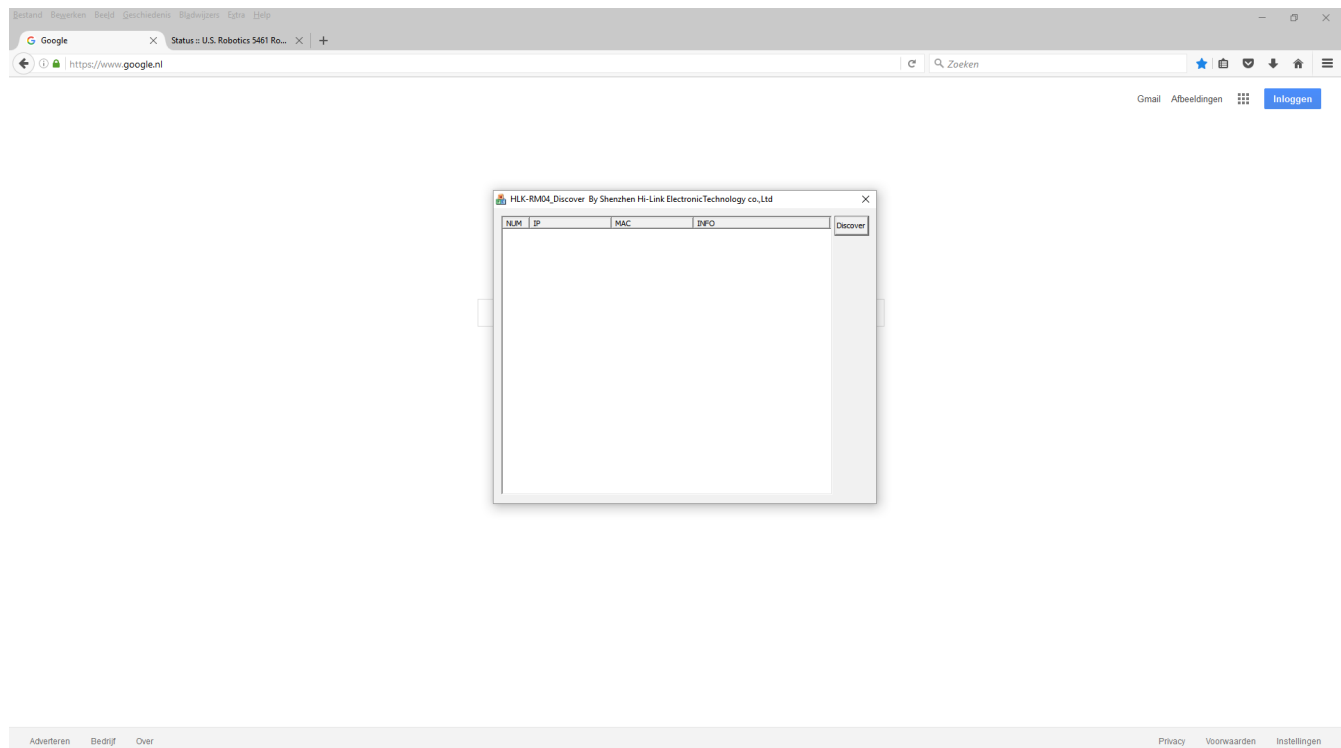 Bestand Bewerken Beeld Geschiedenis Bladwijzers Extra Help
Google Status :: U.S. Robotics 5461 Ro...
https://www.google.nl Zoeken
Gmail Afbeeldingen Inloggen
HLK-RM04_Discover By Shenzhen Hi-Link ElectronicTechnology co.,Ltd
NUM IP MAC INFO Discover
Adverteren Bedrijf Over Privacy Voorwaarden Instellingen